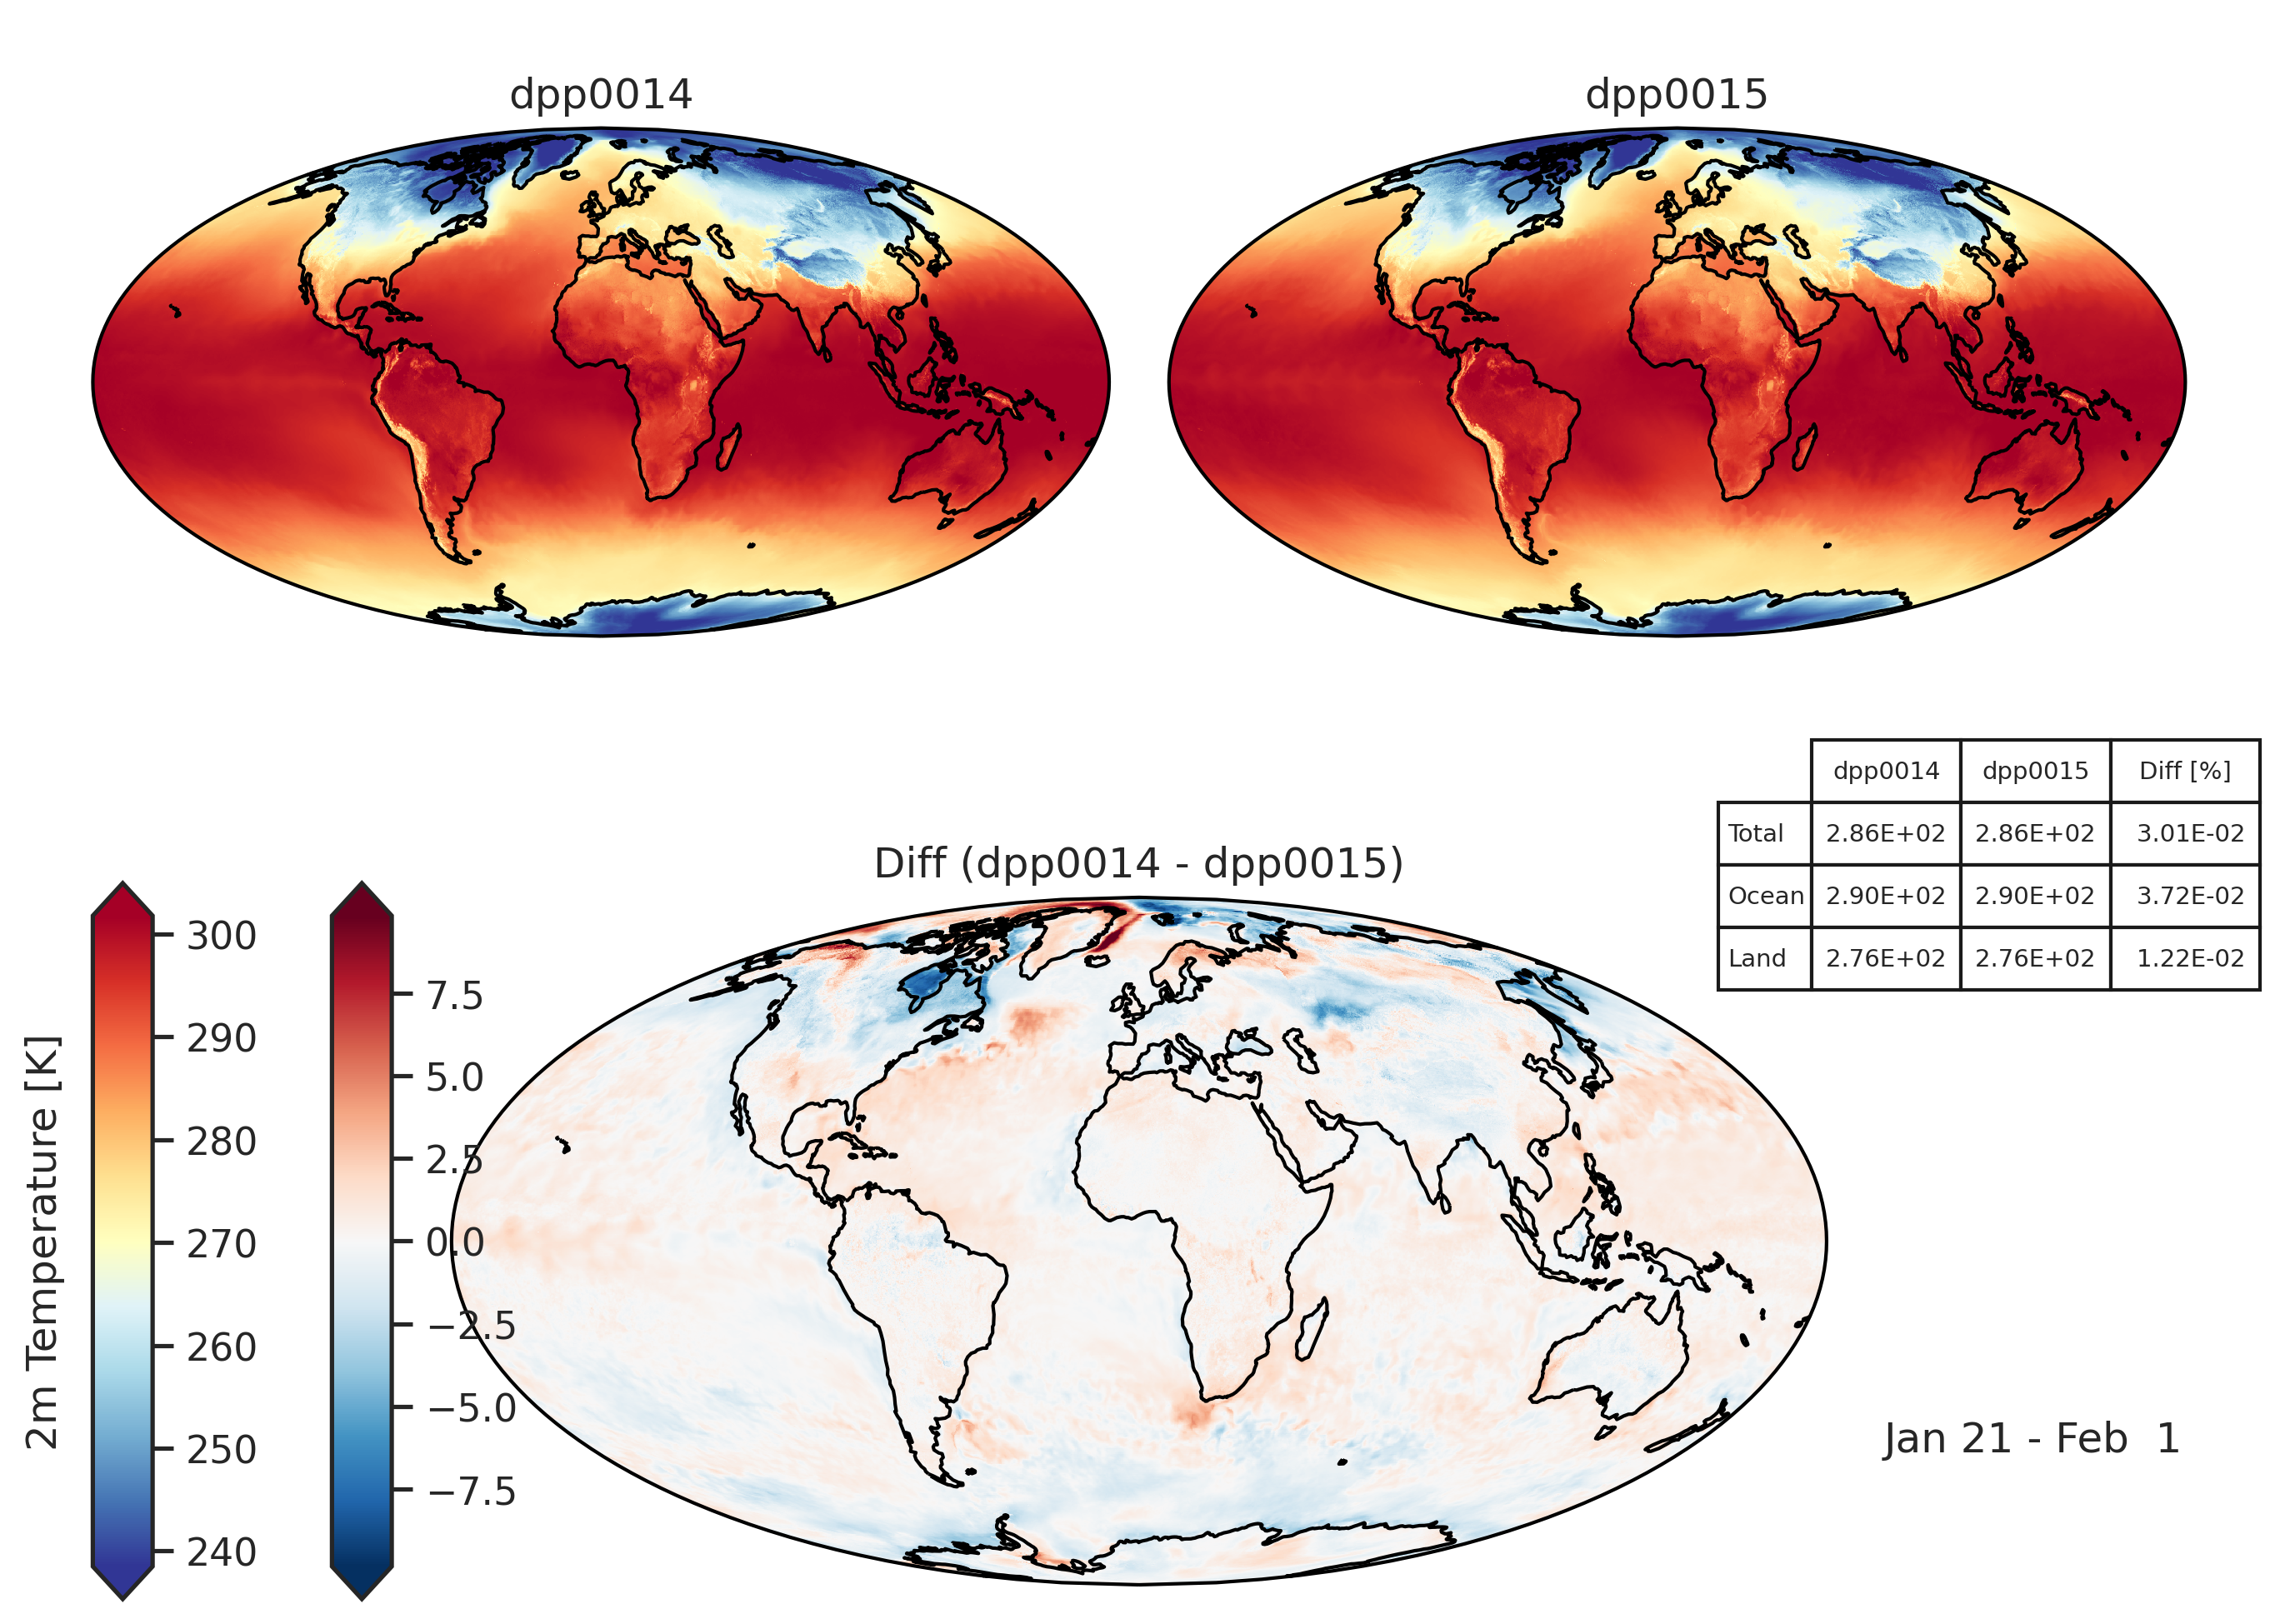 dpp0014
dpp0015
dpp0014 dpp0015 Diff [%]
Total 2.86E+02 2.86E+02 3.01E-02
Ocean 2.90E+02 2.90E+02 3.72E-02
Land 2.76E+02 2.76E+02 1.22E-02
Diff (dpp0014 - dpp0015)
2m Temperature [K]
300
290
280
270
260
250
240
7.5
5.0
2.5
0.0
−2.5
−5.0
−7.5
Jan 21 - Feb  1